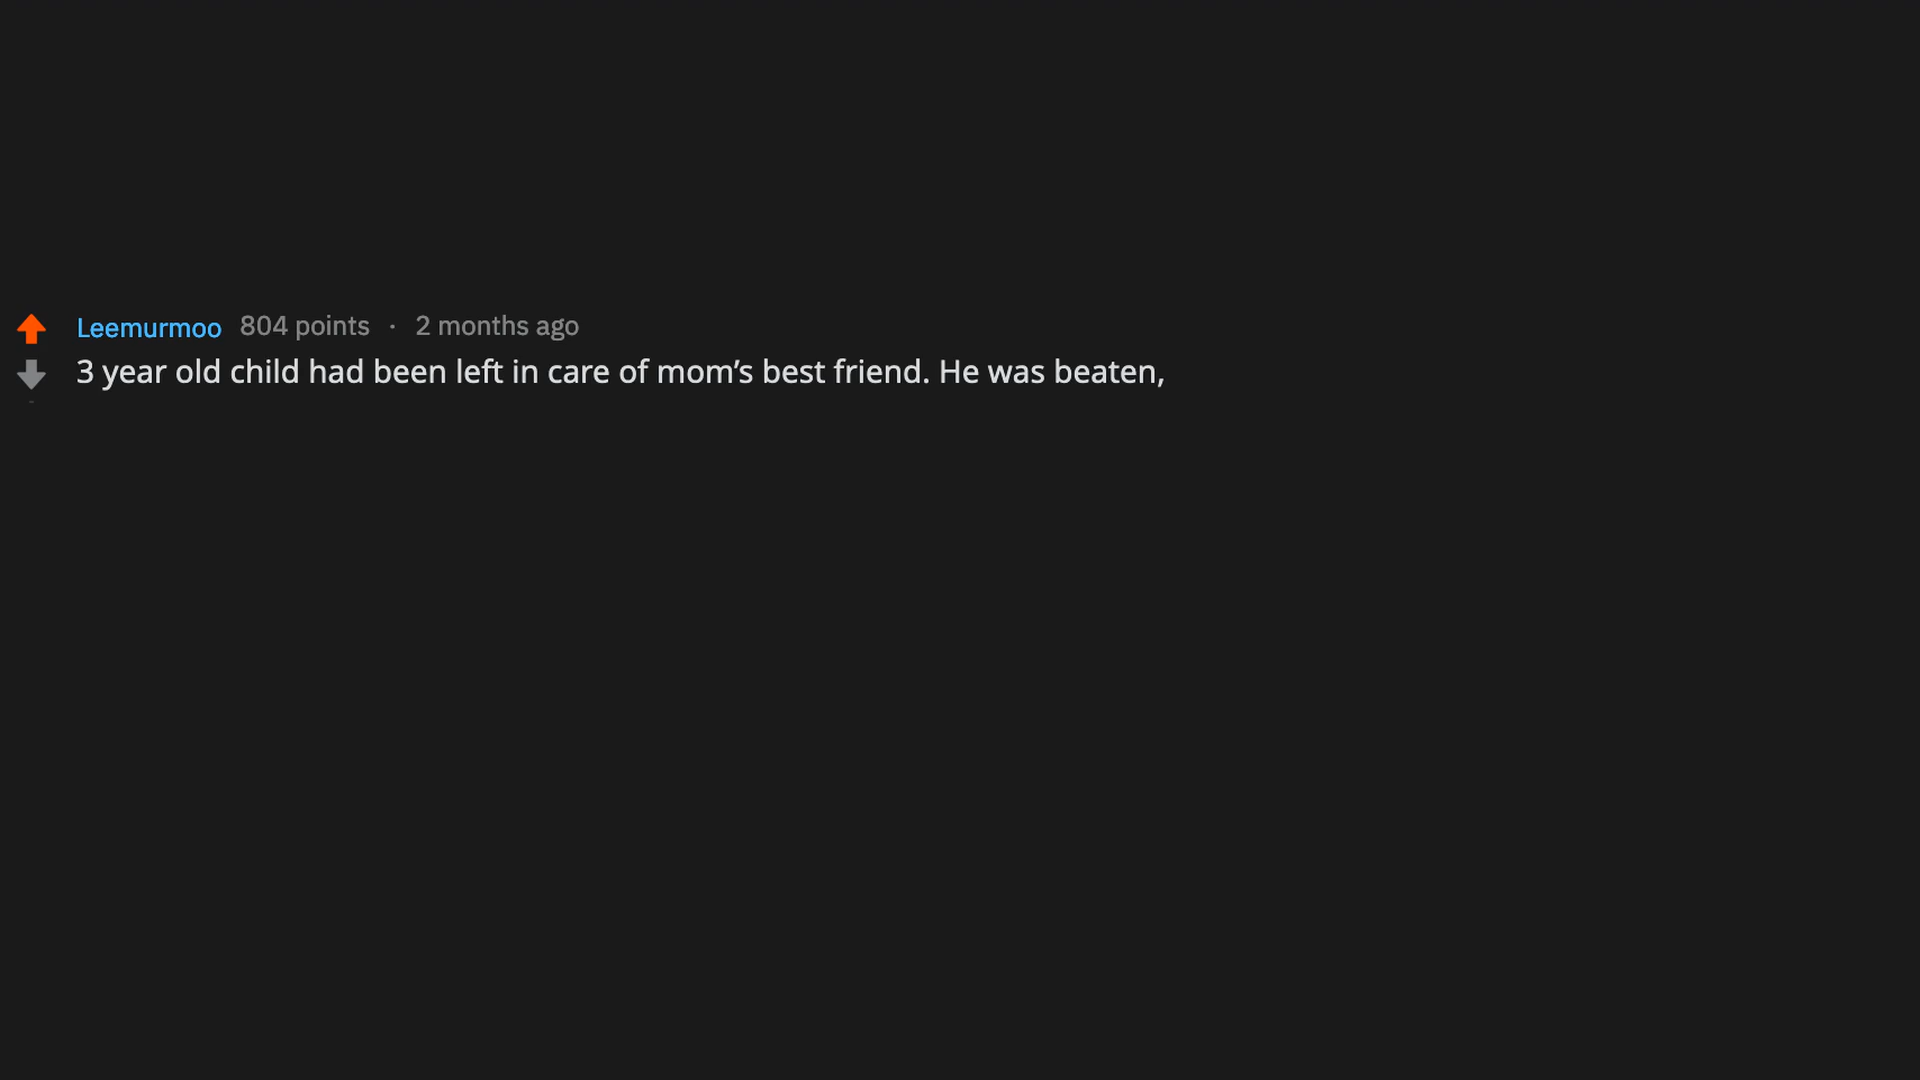 Leemurmoo 804 points · 2 months ago
3 year old child had been left in care of mom’s best friend. He was beaten,